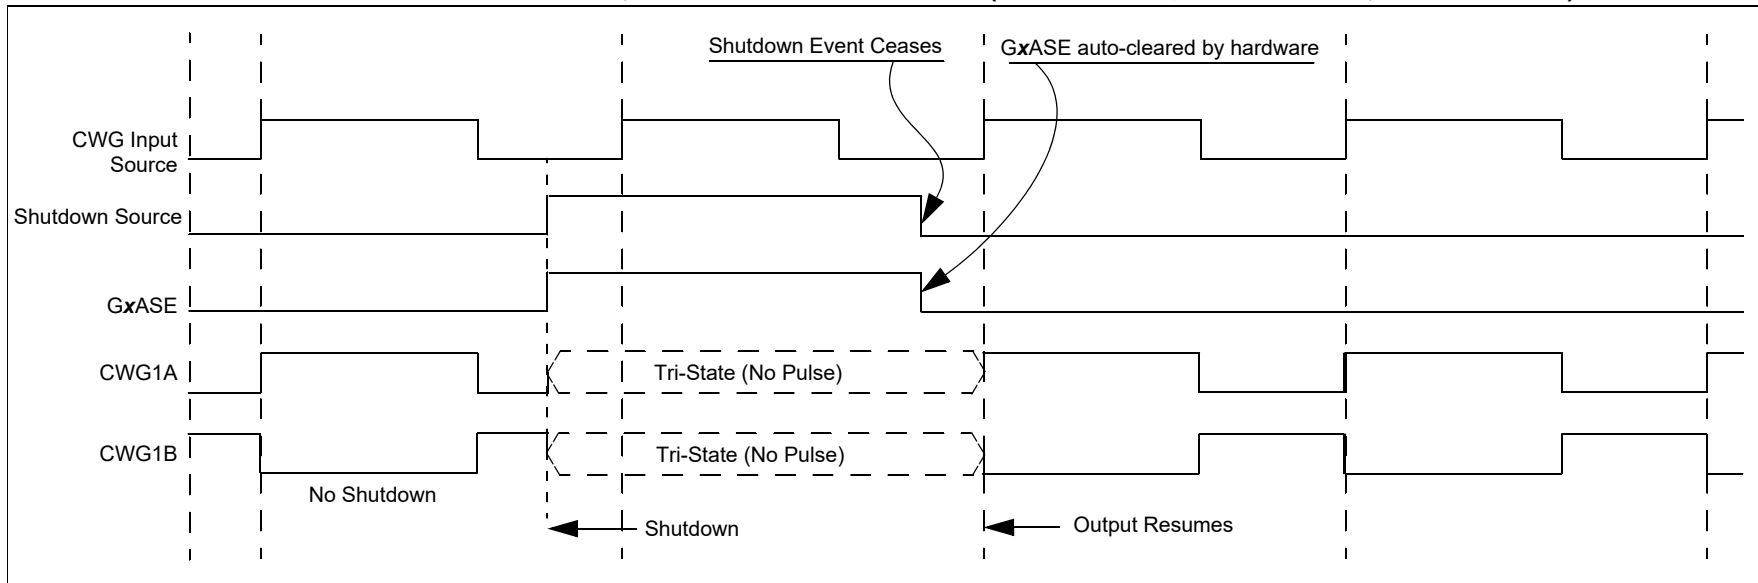 Shutdown Event Ceases
GxASE auto-cleared by hardware
CWG Input
Source
Shutdown Source
GxASE
CWG1A
Tri-State (No Pulse)
CWG1B
Tri-State (No Pulse)
No Shutdown
Shutdown
Output Resumes